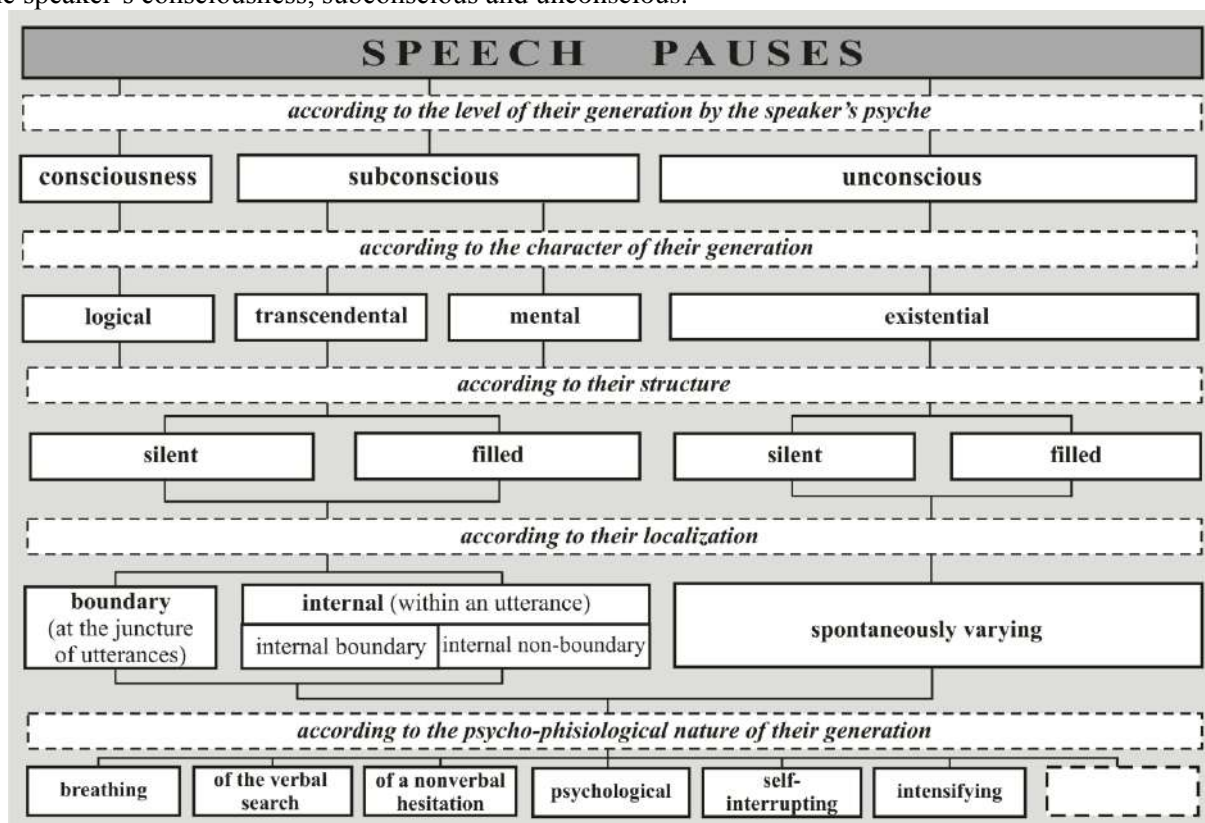 e speaker's consciousness, subconscious and unconscious.
SPEECH PAUSES
according to the level of their generation by the speaker's psyche
consciousness
subconscious
unconscious
according to the character of their generation
logical
transcendental
mental
existential
according to their structure
silent
filled
silent
filled
according to their localization
boundary
(at the juncture
of utterances)
internal (within an utterance)
internal boundary
internal non-boundary
spontaneously varying
according to the psycho-phisiological nature of their generation
breathing
of the verbal
search
of a nonverbal
hesitation
psychological
self-
interrupting
intensifying